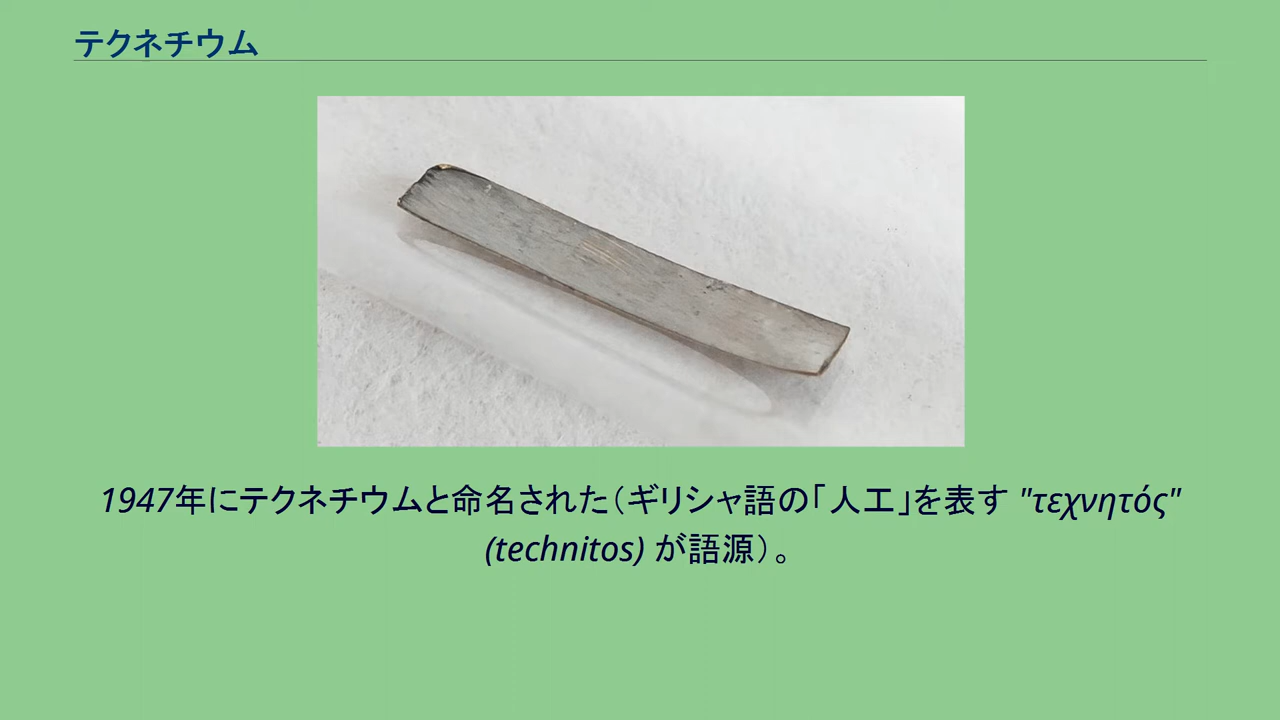 テクネチウム
1947年にテクネチウムと命名された（ギリシャ語の「人工」を表す "τεχνητός"
(technitos) が語源）。